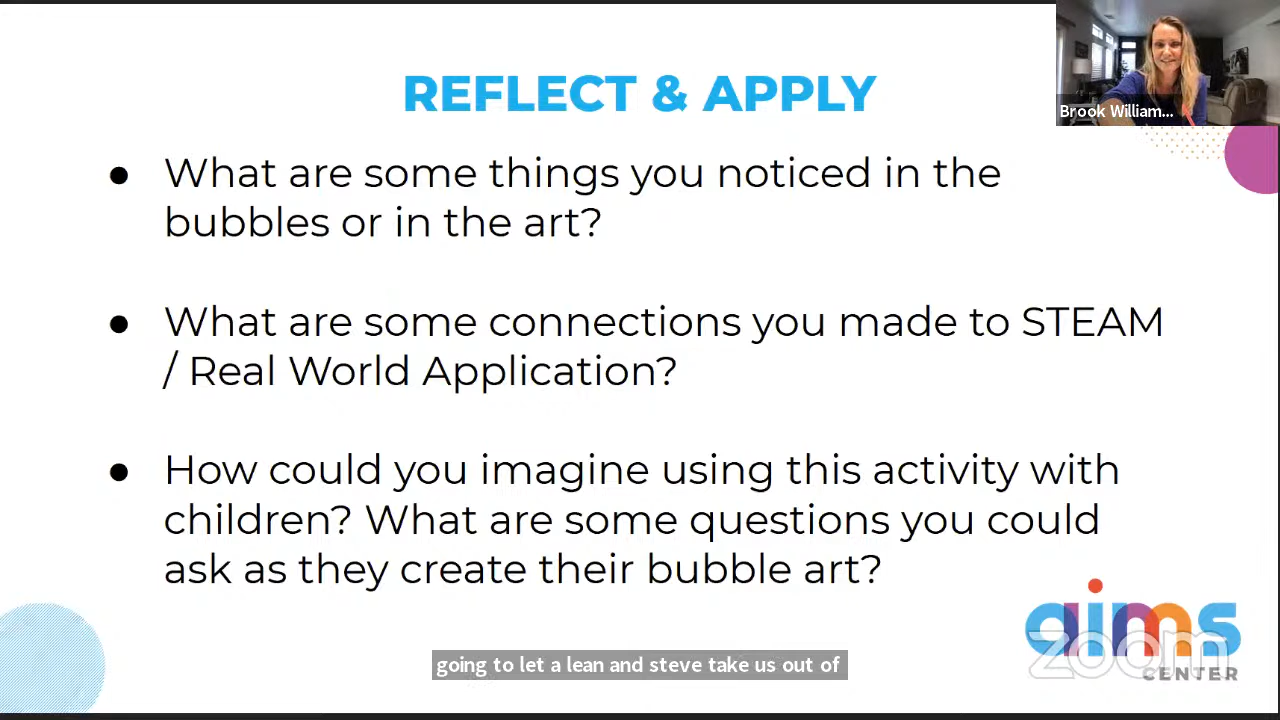 REFLECT & APPLY
Brook William...
● What are some things you noticed in the
bubbles or in the art?
● What are some connections you made to STEAM
/ Real World Application?
● How could you imagine using this activity with
children? What are some questions you could
ask as they create their bubble art?
aims
zoom
CENTER
going to let a lean and steve take us out of